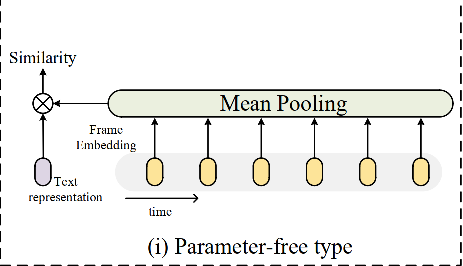 Similarity
Mean Pooling
Frame
Embedding
Text
representation
time
(i) Parameter-free type